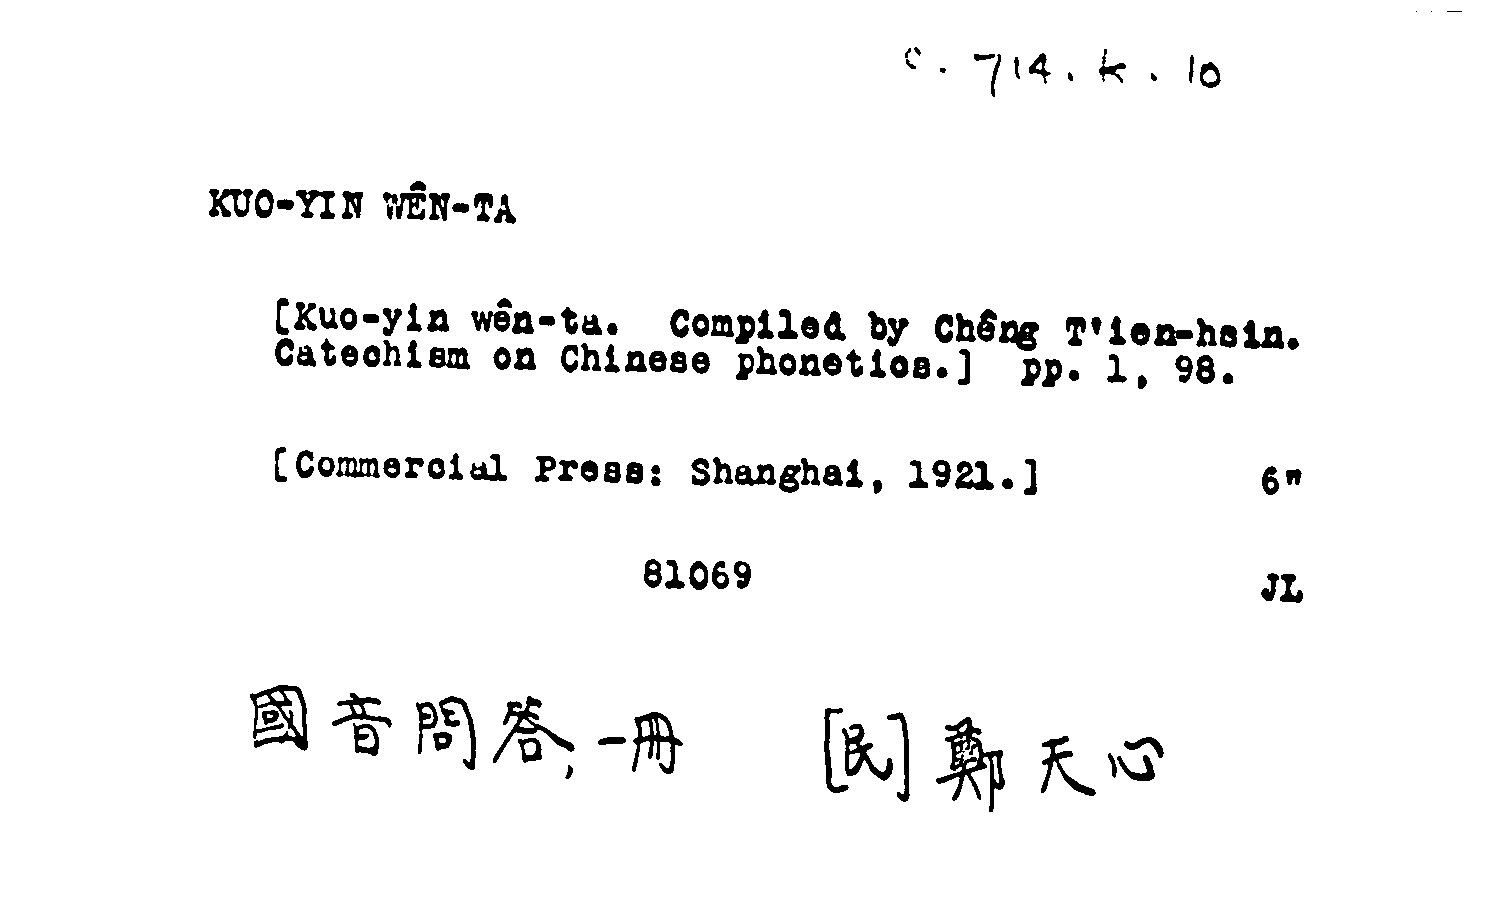 c. 714. k. 10
KUO-YIN WÊN-TA
[Kuo-yin wên-ta. Compiled by Chêng T'ien-hsin.
Catechism on Chinese phonetics.] pp. 1, 98.
[Commercial Press: Shanghai, 1921.] 6"
81069 JL
國音問答, 一冊 [民] 鄭天心